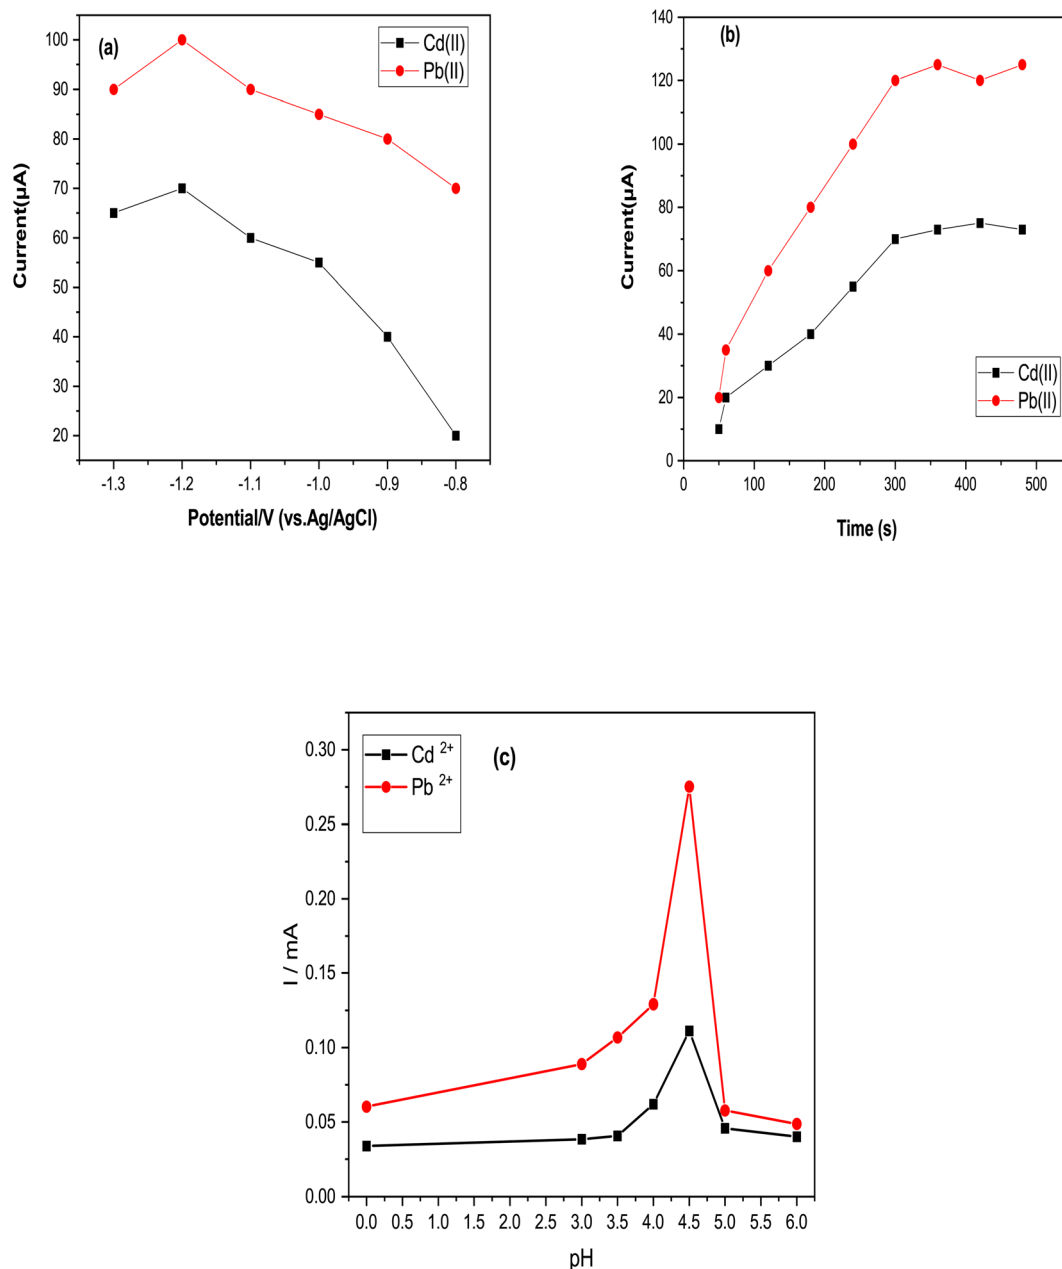 (a)
Cd(II)
Pb(II)
100
90
80
70
60
50
40
30
20
Current(µA)
-1.3 -1.2 -1.1 -1.0 -0.9 -0.8
Potential/V (vs.Ag/AgCl)
(b)
140
120
100
80
60
40
20
0
Current(µA)
Cd(II)
Pb(II)
0 100 200 300 400 500
Time (s)
(c)
Cd 2+
Pb 2+
0.30
0.25
0.20
0.15
0.10
0.05
0.00
I / mA
0.0 0.5 1.0 1.5 2.0 2.5 3.0 3.5 4.0 4.5 5.0 5.5 6.0
pH